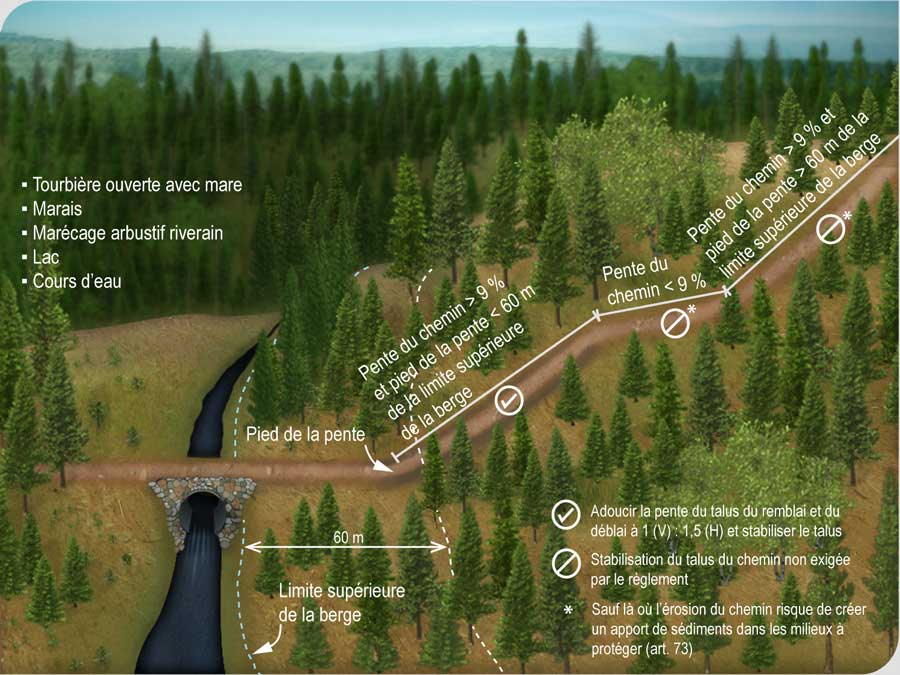 ▪ Tourbière ouverte avec mare
▪ Marais
▪ Marécage arbustif riverain
▪ Lac
▪ Cours d’eau
Pente du chemin > 9 % et
pied de la pente > 60 m de la
limite supérieure de la berge
Pente du
chemin < 9 %
*
*
Pente du chemin > 9 %
et pied de la pente < 60 m
de la limite supérieure
de la berge
Pied de la pente
60 m
Limite supérieure
de la berge
Adoucir la pente du talus du remblai et du
déblai à 1 (V) : 1,5 (H) et stabiliser le talus
Stabilisation du talus du chemin non exigée
par le règlement
* Sauf là où l’érosion du chemin risque de créer
un apport de sédiments dans les milieux à
protéger (art. 73)